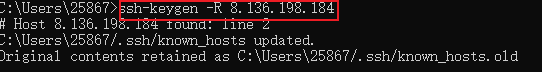 C:\Users\25867>ssh-keygen -R 8.136.198.184
# Host 8.136.198.184 found: line 2
C:\Users\25867/.ssh/known_hosts updated.
Original contents retained as C:\Users\25867/.ssh/known_hosts.old